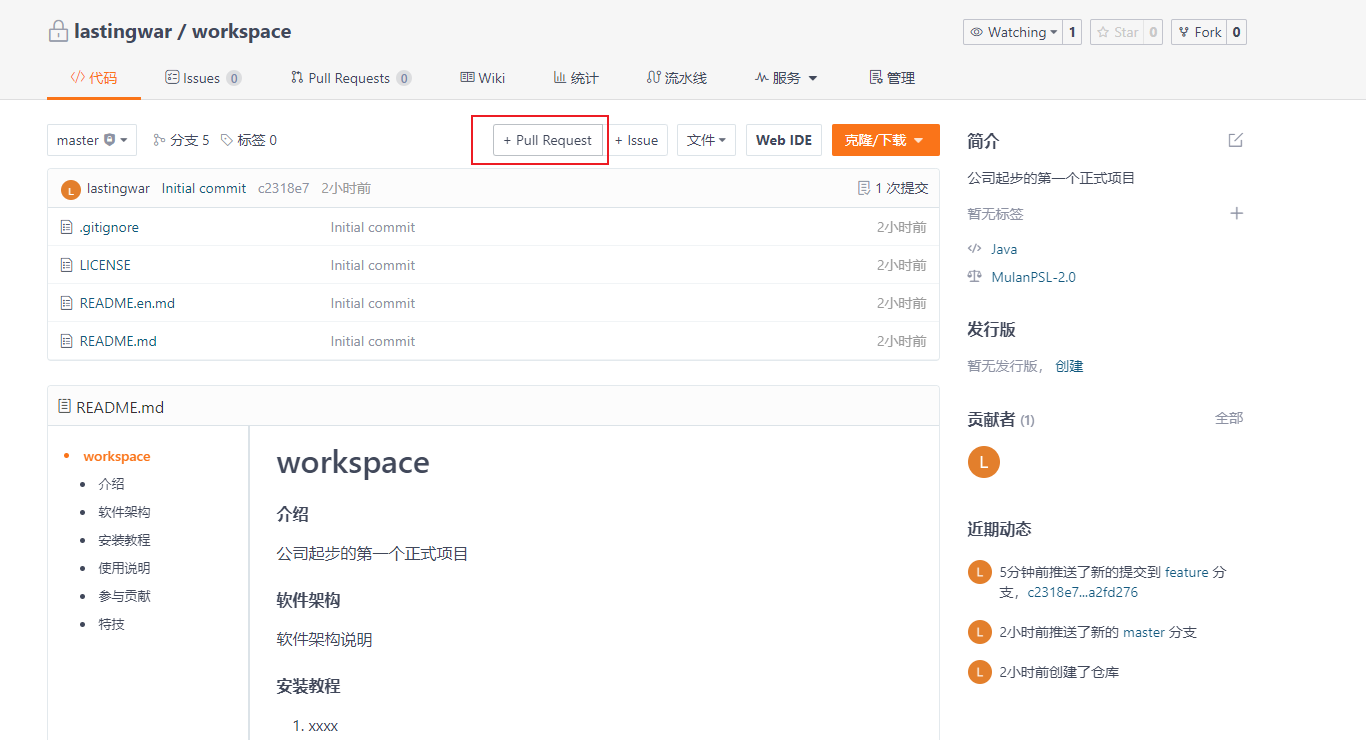 lastingwar / workspace
Watching 1 Star 0 Fork 0
代码 Issues 0 Pull Requests 0 Wiki 统计 流水线 服务 管理
master 分支 5 标签 0 + Pull Request + Issue 文件 Web IDE 克隆/下载
L lastingwar Initial commit c2318e7 2小时前 1 次提交
.gitignore Initial commit 2小时前
LICENSE Initial commit 2小时前
README.en.md Initial commit 2小时前
README.md Initial commit 2小时前
README.md
workspace
介绍
软件架构
安装教程
使用说明
参与贡献
特技
workspace
介绍
公司起步的第一个正式项目
软件架构
软件架构说明
安装教程
1. xxxx
简介
公司起步的第一个正式项目
暂无标签
Java
MulanPSL-2.0
发行版
暂无发行版， 创建
贡献者 (1) 全部
L
近期动态
L 5分钟前推送了新的提交到 feature 分
支，c2318e7...a2fd276
L 2小时前推送了新的 master 分支
L 2小时前创建了仓库